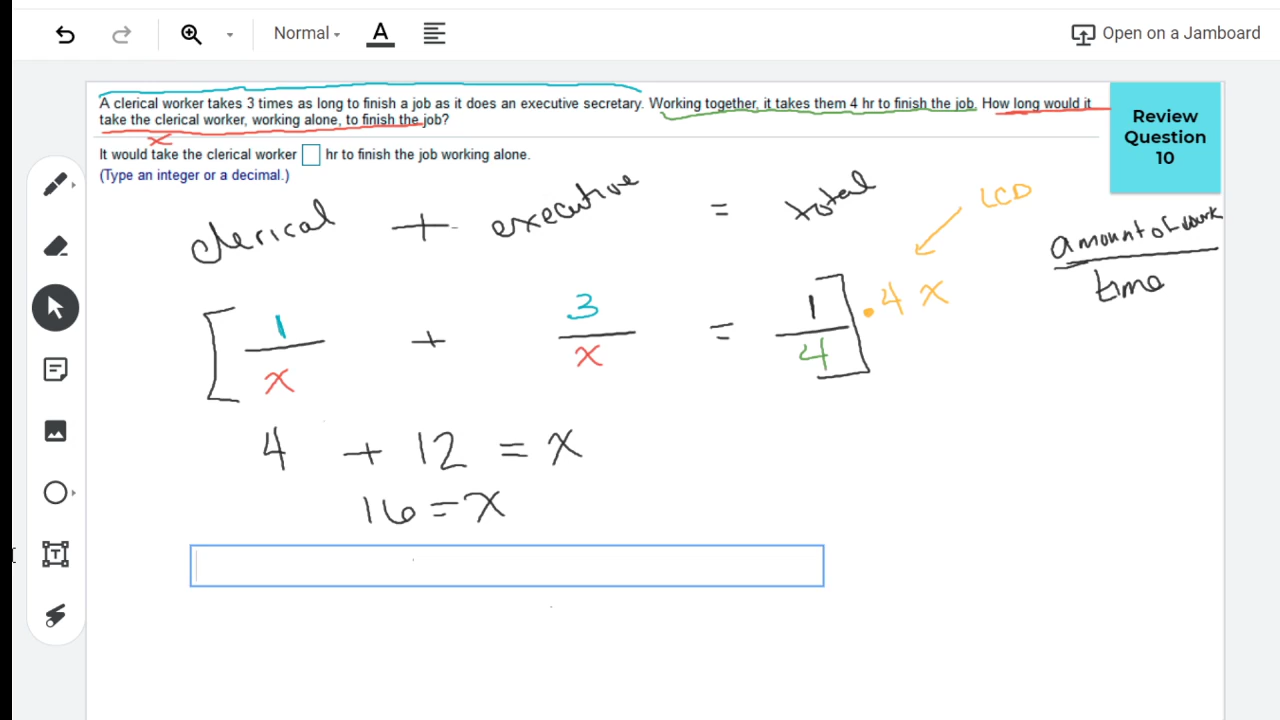 Normal
A
Open on a Jamboard
A clerical worker takes 3 times as long to finish a job as it does an executive secretary. Working together, it takes them 4 hr to finish the job. How long would it
take the clerical worker, working alone, to finish the job?
x
It would take the clerical worker hr to finish the job working alone.
(Type an integer or a decimal.)
Review
Question
10
clerical + executive = total
LCD
amount of work
time
[ 1/x + 3/x = 1/4 ] · 4 x
4 + 12 = x
16 = x
T